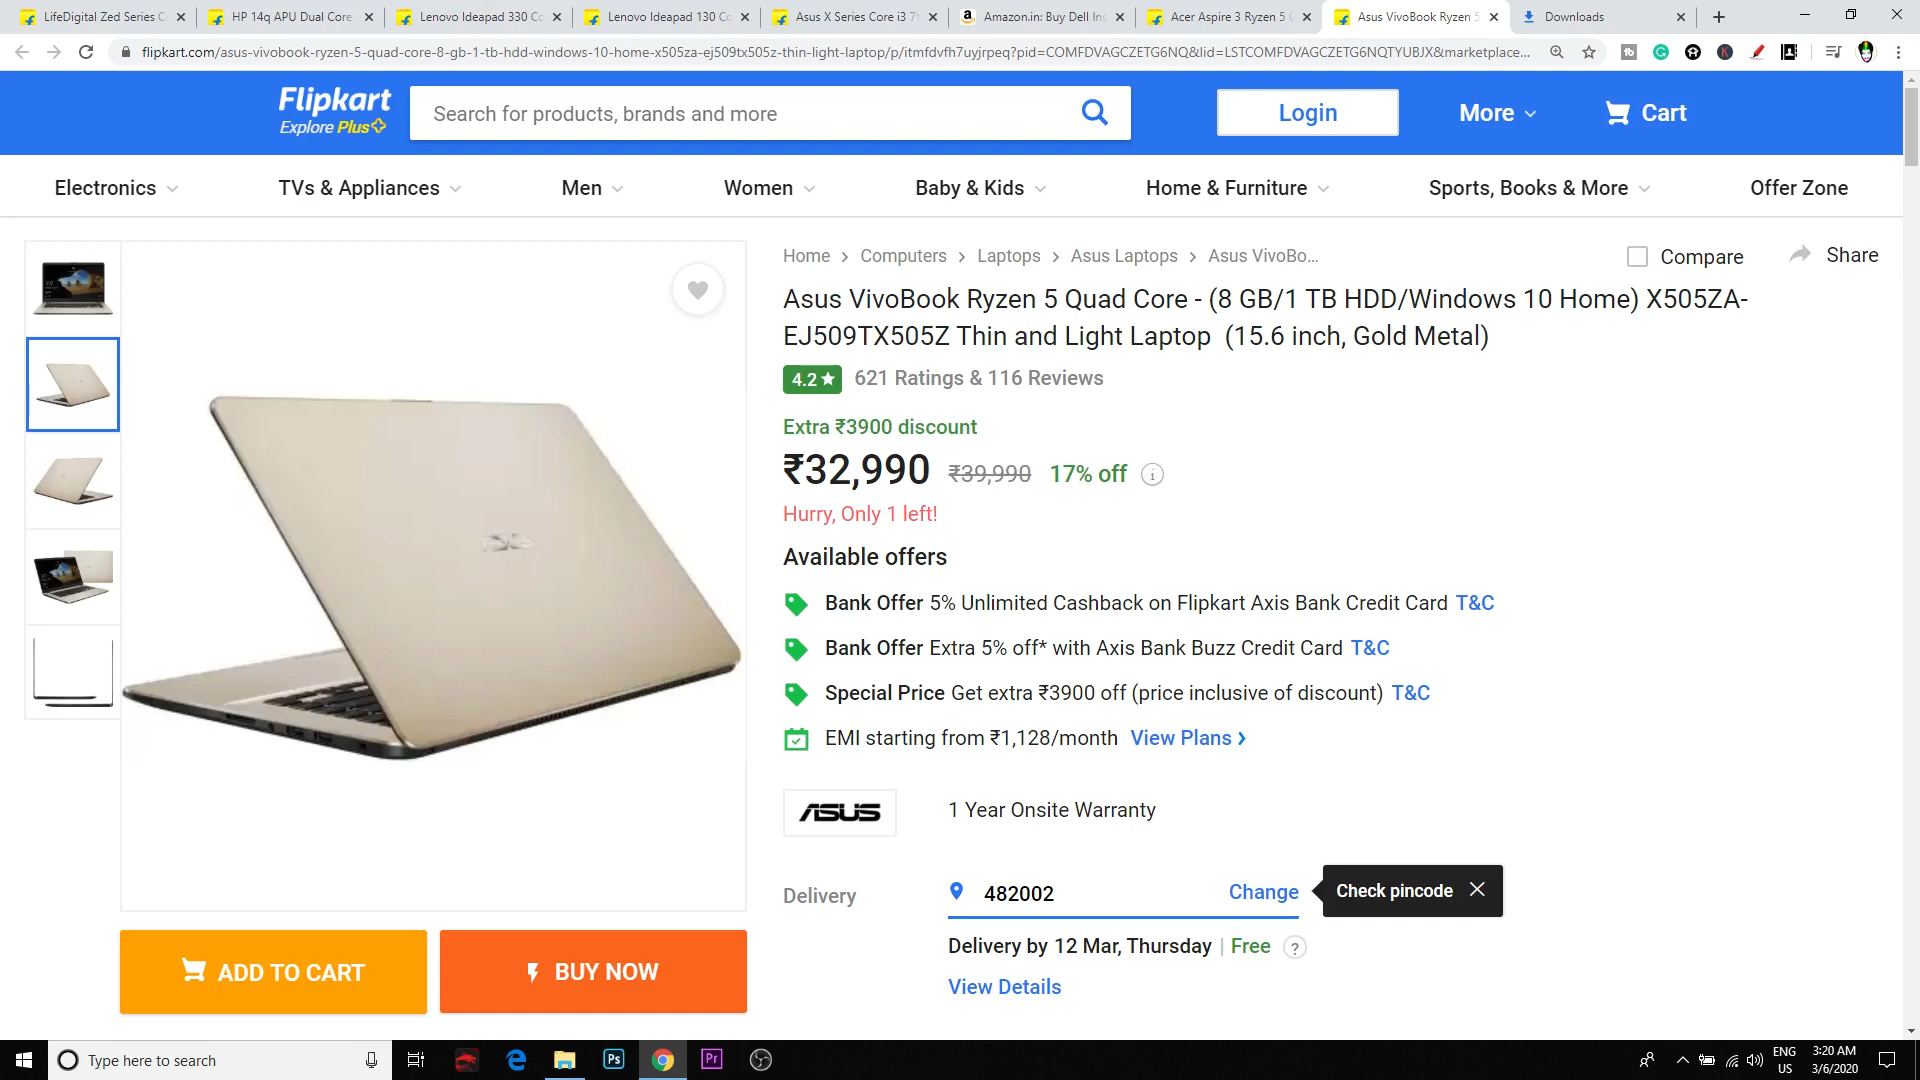 LifeDigital Zed Series C
HP 14q APU Dual Core
Lenovo Ideapad 330 Co
Lenovo Ideapad 130 Co
Asus X Series Core i3 7t
Amazon.in: Buy Dell Ins
Acer Aspire 3 Ryzen 5 C
Asus VivoBook Ryzen 5
Downloads
flipkart.com/asus-vivobook-ryzen-5-quad-core-8-gb-1-tb-hdd-windows-10-home-x505za-ej509tx505z-thin-light-laptop/p/itmfdvfh7uyjrpeq?pid=COMFDVAGCZETG6NQ&lid=LSTCOMFDVAGCZETG6NQTYUBJX&marketplace...
Flipkart
Explore Plus
Search for products, brands and more
Login
More
Cart
Electronics
TVs & Appliances
Men
Women
Baby & Kids
Home & Furniture
Sports, Books & More
Offer Zone
Home > Computers > Laptops > Asus Laptops > Asus VivoBo...
Compare
Share
Asus VivoBook Ryzen 5 Quad Core - (8 GB/1 TB HDD/Windows 10 Home) X505ZA-
EJ509TX505Z Thin and Light Laptop (15.6 inch, Gold Metal)
4.2★ 621 Ratings & 116 Reviews
Extra ₹3900 discount
₹32,990 ₹39,990 17% off i
Hurry, Only 1 left!
Available offers
Bank Offer 5% Unlimited Cashback on Flipkart Axis Bank Credit Card T&C
Bank Offer Extra 5% off* with Axis Bank Buzz Credit Card T&C
Special Price Get extra ₹3900 off (price inclusive of discount) T&C
EMI starting from ₹1,128/month View Plans >
ASUS
1 Year Onsite Warranty
Delivery
482002
Change
Check pincode
Delivery by 12 Mar, Thursday | Free ?
View Details
ADD TO CART
BUY NOW
Type here to search
Ps
Pr
ENG
US
3:20 AM
3/6/2020